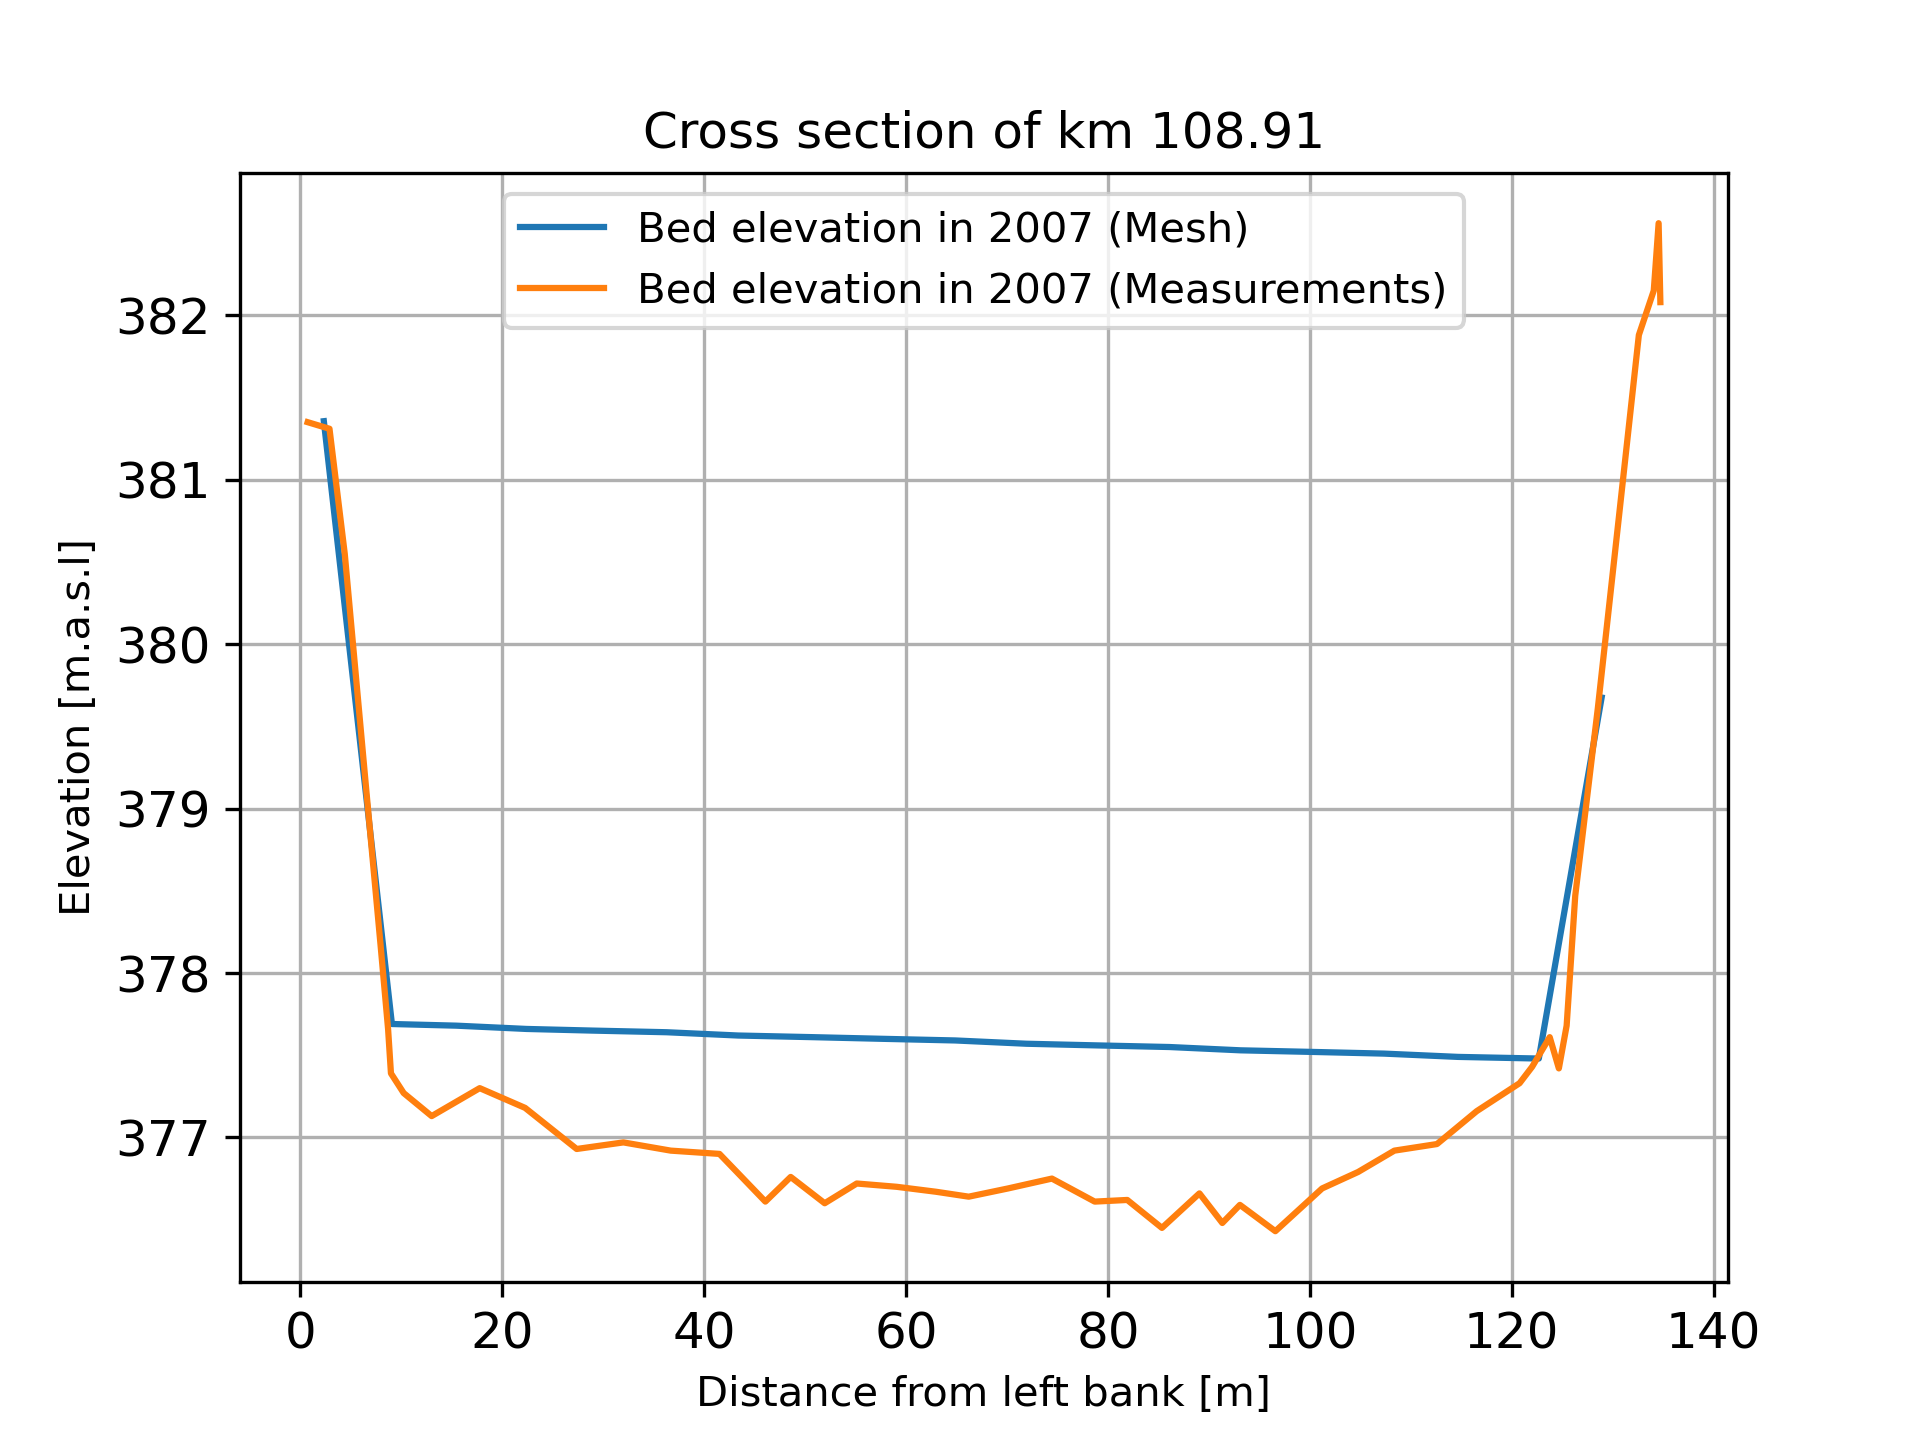 Cross section of km 108.91
Bed elevation in 2007 (Mesh)
Bed elevation in 2007 (Measurements)
382
381
380
379
378
377
Elevation [m.a.s.l]
0 20 40 60 80 100 120 140
Distance from left bank [m]